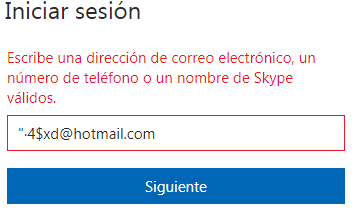 Iniciar sesión
Escribe una dirección de correo electrónico, un
número de teléfono o un nombre de Skype
válidos.
"·4$xd@hotmail.com
Siguiente